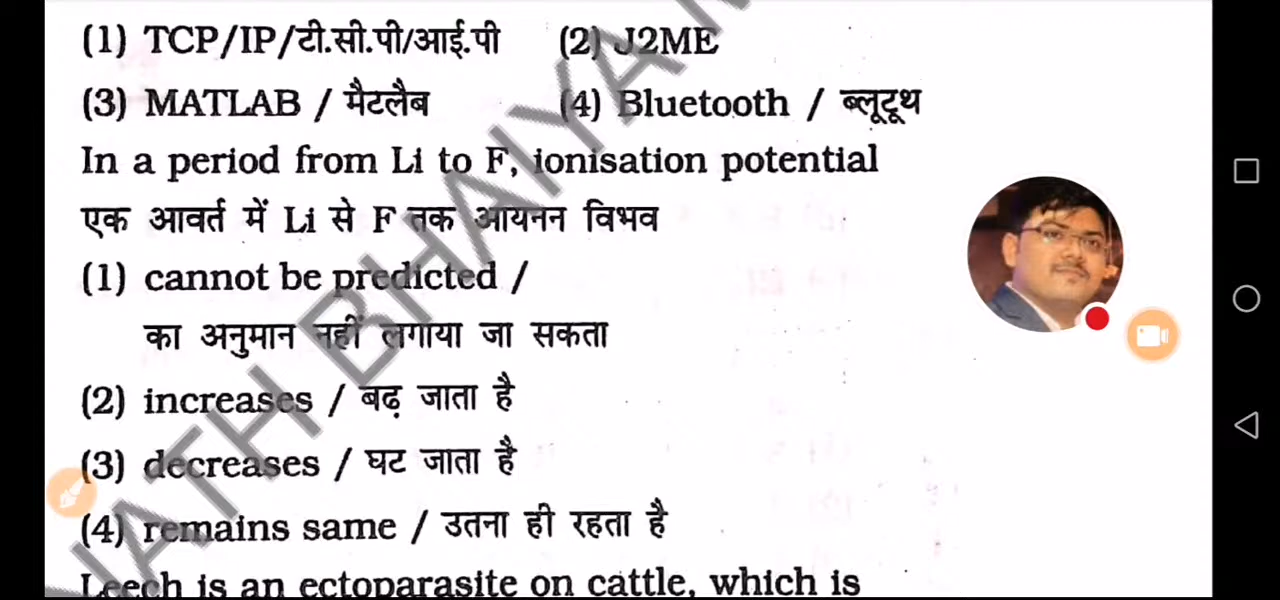 (1) TCP/IP/टी.सी.पी/आई.पी (2) J2ME
(3) MATLAB / मैटलैब (4) Bluetooth / ब्लूटूथ
In a period from Li to F, ionisation potential
एक आवर्त में Li से F तक आयनन विभव
(1) cannot be predicted /
का अनुमान नहीं लगाया जा सकता
(2) increases / बढ़ जाता है
(3) decreases / घट जाता है
(4) remains same / उतना ही रहता है
Leech is an ectoparasite on cattle, which is
NATH BHAIYA